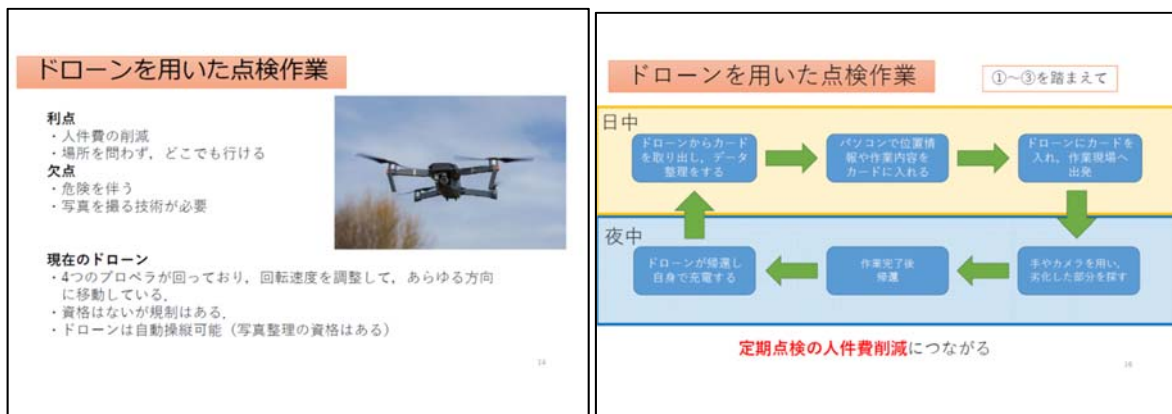 ドローンを用いた点検作業
利点
・人件費の削減
・場所を問わず，どこでも行ける
欠点
・危険を伴う
・写真を撮る技術が必要
現在のドローン
・4つのプロペラが回っており，回転速度を調整して，あらゆる方向
に移動している．
・資格はないが規制はある．
・ドローンは自動操縦可能（写真整理の資格はある）
ドローンを用いた点検作業
①～③を踏まえて
日中
ドローンからカード
を取り出し，データ
整理をする
パソコンで位置情
報や作業内容を
カードに入れる
ドローンにカードを
入れ，作業現場へ
出発
夜中
ドローンが帰還し
自身で充電する
作業完了後
帰還
手やカメラを用い，
劣化した部分を探す
定期点検の人件費削減につながる